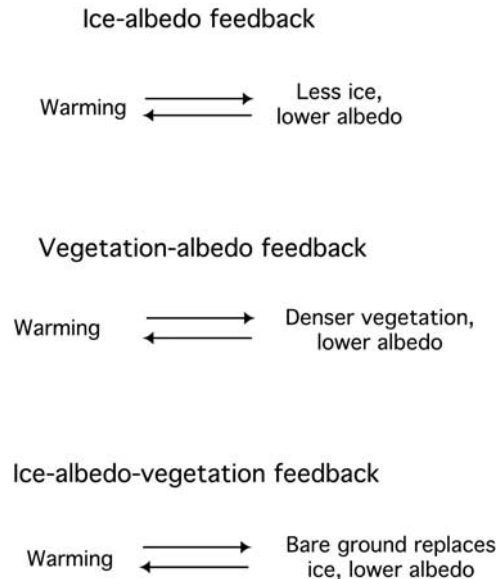 Ice-albedo feedback
Warming
Less ice,
lower albedo
Vegetation-albedo feedback
Warming
Denser vegetation,
lower albedo
Ice-albedo-vegetation feedback
Warming
Bare ground replaces
ice, lower albedo